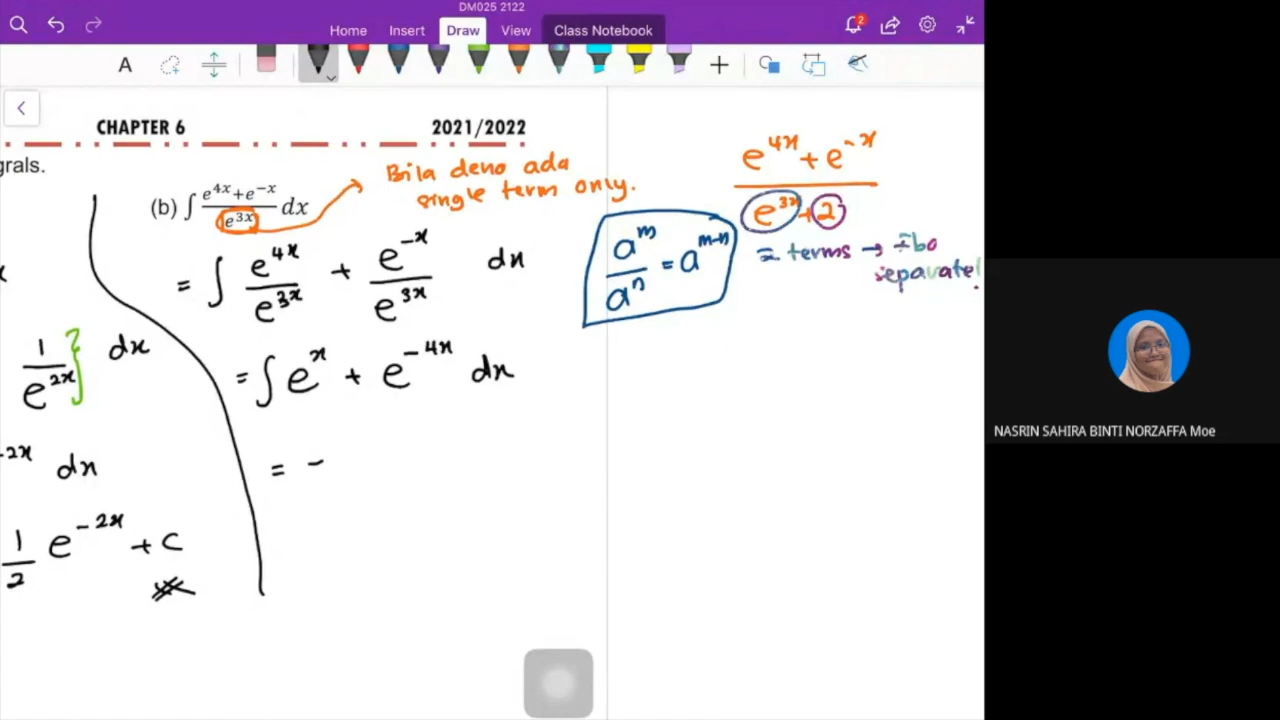 DM025 2122
Home Insert Draw View Class Notebook
2
A
CHAPTER 6 2021/2022
grals.
(b) ∫ (e^{4x}+e^{-x})/e^{3x} dx
Bila deno ada
single term only.
= ∫ e^{4x}/e^{3x} + e^{-x}/e^{3x} dx
= ∫ e^x + e^{-4x} dx
= -
1/e^{2x} dx
-2x dx
1/2 e^{-2x} + c
a^m/a^n = a^{m-n}
(e^{4x} + e^{-x})/(e^{3x} + 2)
2 terms →
separate!
NASRIN SAHIRA BINTI NORZAFFA Moe